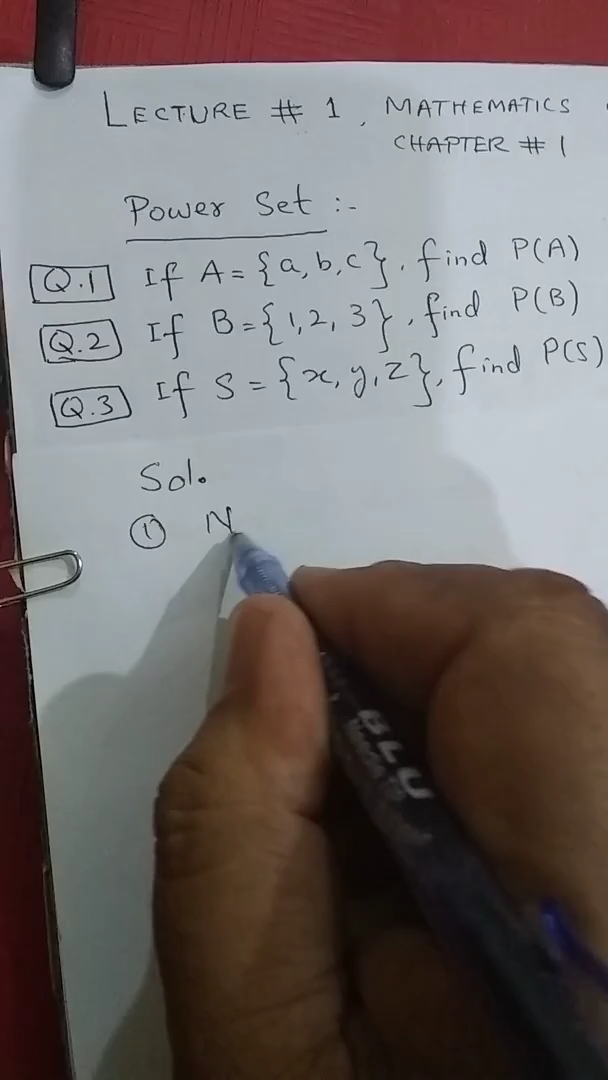 LECTURE # 1, MATHEMATICS
CHAPTER # 1
Power Set :-
Q.1 If A = {a, b, c}, find P(A)
Q.2 If B = {1, 2, 3}, find P(B)
Q.3 If S = {x, y, z}, find P(S)
Sol.
① N
BLU